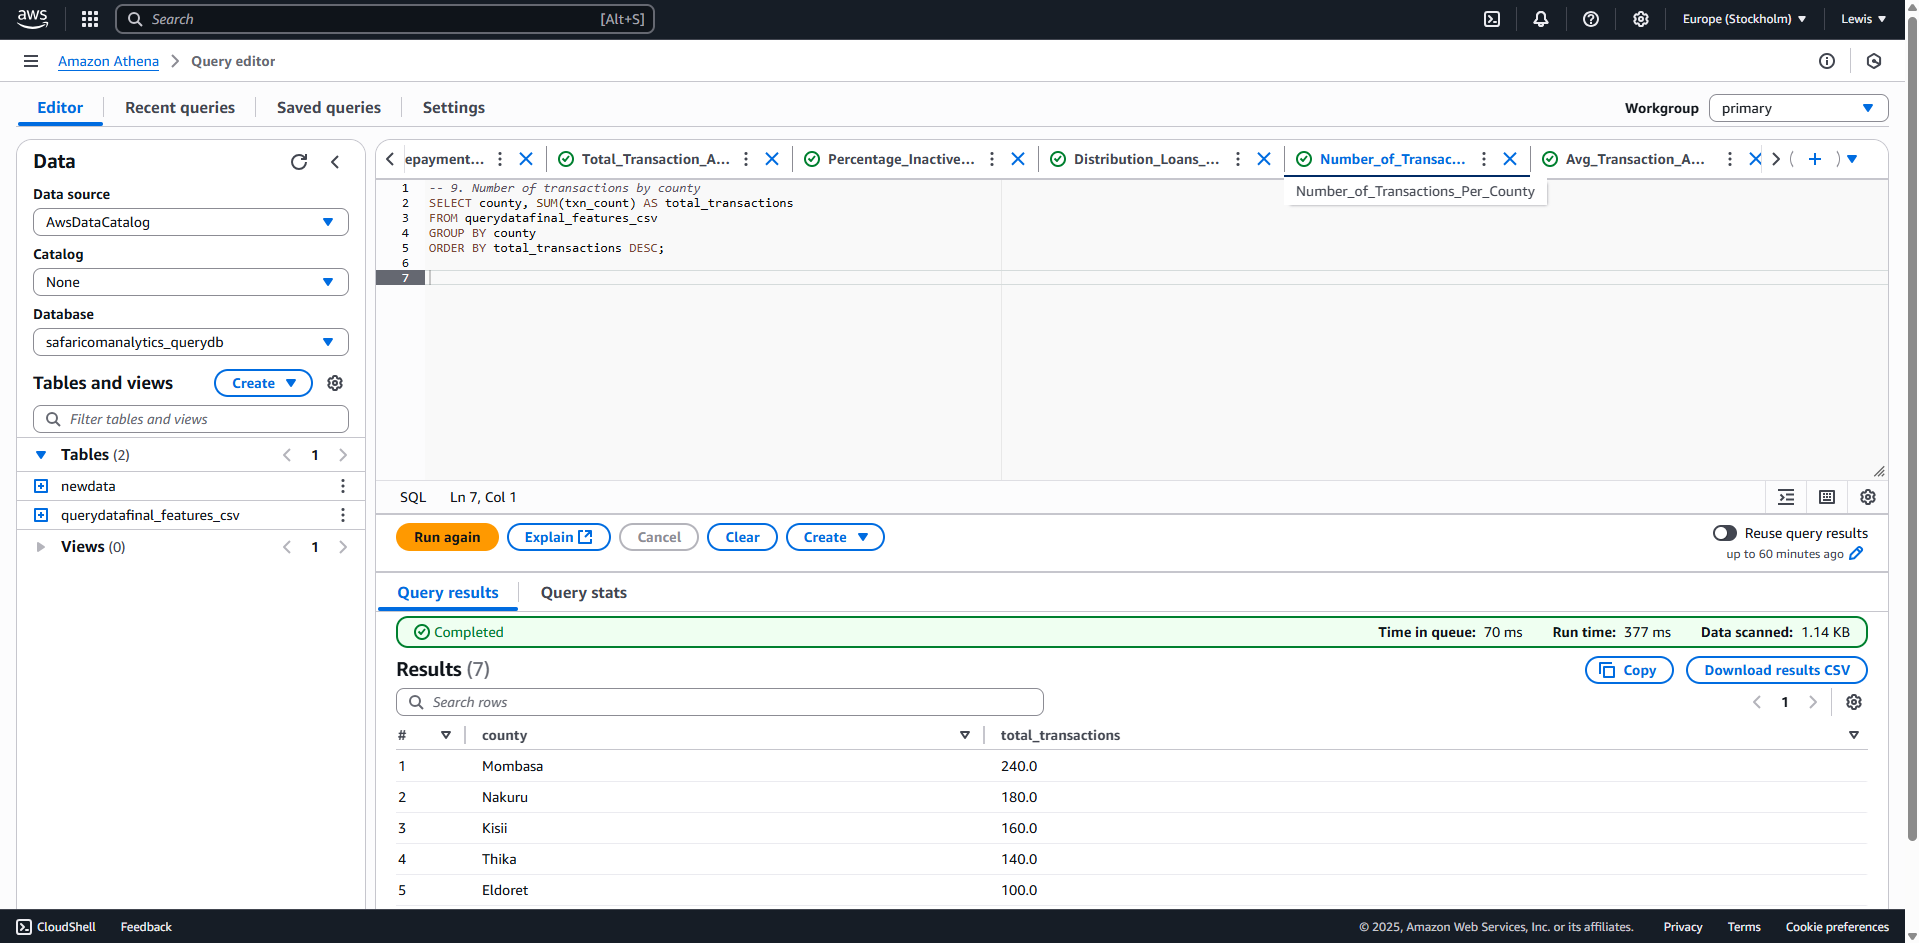 aws Search [Alt+S] Europe (Stockholm) Lewis
Amazon Athena Query editor
Editor Recent queries Saved queries Settings Workgroup primary
Data
Data source
AwsDataCatalog
Catalog
None
Database
safaricomanalytics_querydb
Tables and views Create
Filter tables and views
Tables (2) 1
newdata
querydatafinal_features_csv
Views (0) 1
epayment... Total_Transaction_A... Percentage_Inactive... Distribution_Loans_... Number_of_Transac... Avg_Transaction_A...
Number_of_Transactions_Per_County
1 -- 9. Number of transactions by county
2 SELECT county, SUM(txn_count) AS total_transactions
3 FROM querydatafinal_features_csv
4 GROUP BY county
5 ORDER BY total_transactions DESC;
6
7
SQL Ln 7, Col 1
Run again Explain Cancel Clear Create Reuse query results
up to 60 minutes ago
Query results Query stats
Completed Time in queue: 70 ms Run time: 377 ms Data scanned: 1.14 KB
Results (7) Copy Download results CSV
Search rows 1
# county total_transactions
1 Mombasa 240.0
2 Nakuru 180.0
3 Kisii 160.0
4 Thika 140.0
5 Eldoret 100.0
CloudShell Feedback © 2025, Amazon Web Services, Inc. or its affiliates. Privacy Terms Cookie preferences